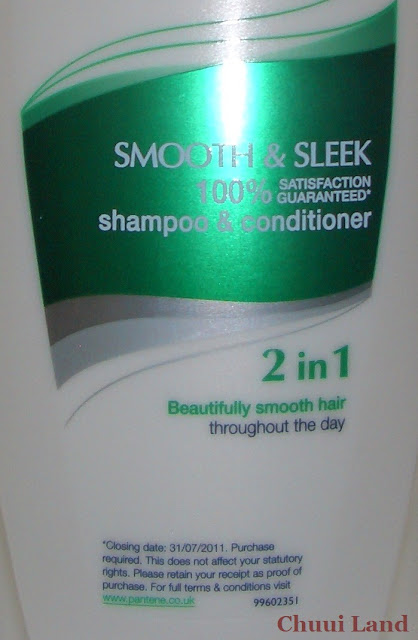 SMOOTH & SLEEK
100% SATISFACTION GUARANTEED*
shampoo & conditioner
2 in 1
Beautifully smooth hair
throughout the day
*Closing date: 31/07/2011. Purchase
required. This does not affect your statutory
rights. Please retain your receipt as proof of
purchase. For full terms & conditions visit
www.pantene.co.uk 99602351
Chuui Land